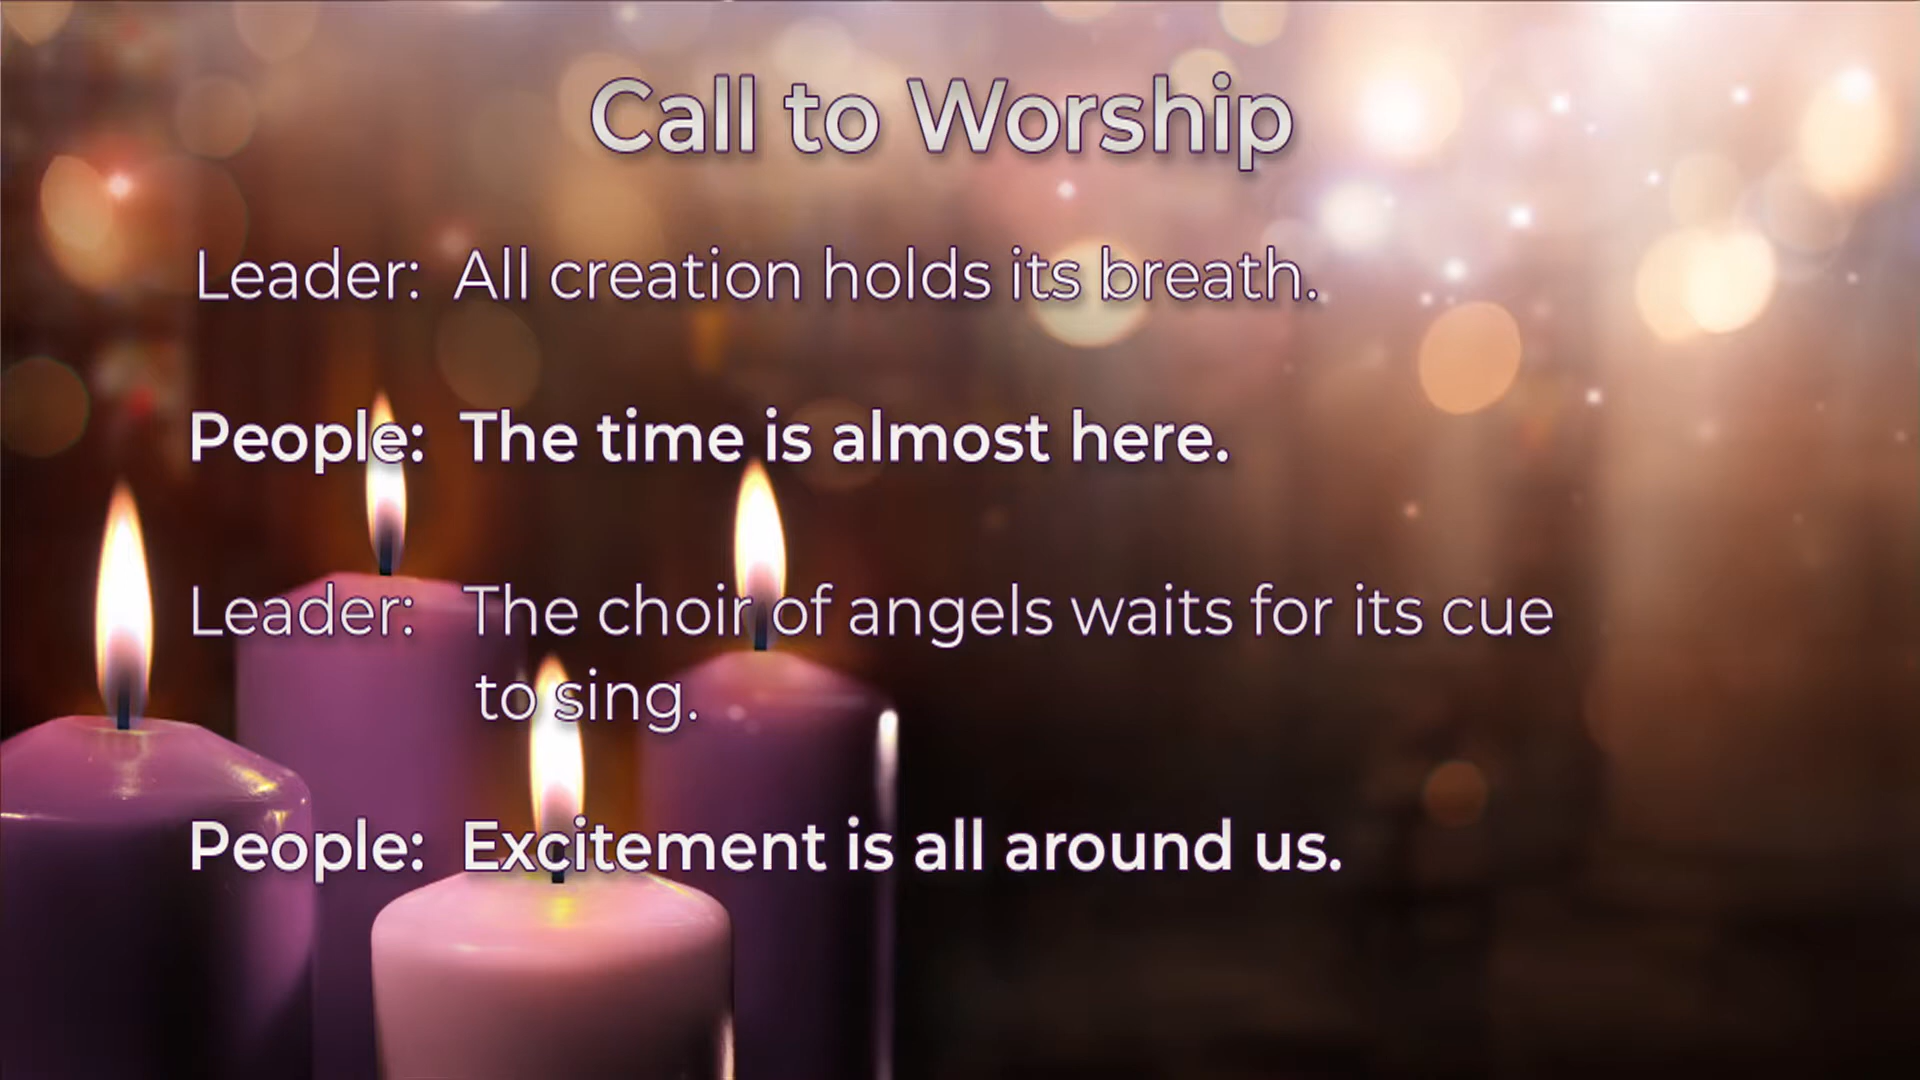 Call to Worship
Leader: All creation holds its breath.
People: The time is almost here.
Leader: The choir of angels waits for its cue
to sing.
People: Excitement is all around us.